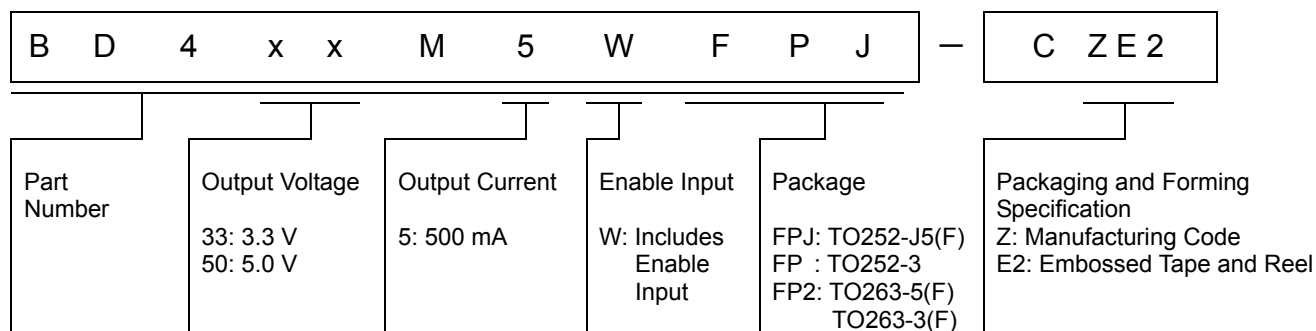 B D 4 x x M 5 W F P J – C Z E 2
Part
Number
Output Voltage
33: 3.3 V
50: 5.0 V
Output Current
5: 500 mA
Enable Input
W: Includes
Enable
Input
Package
FPJ: TO252-J5(F)
FP : TO252-3
FP2: TO263-5(F)
TO263-3(F)
Packaging and Forming
Specification
Z: Manufacturing Code
E2: Embossed Tape and Reel